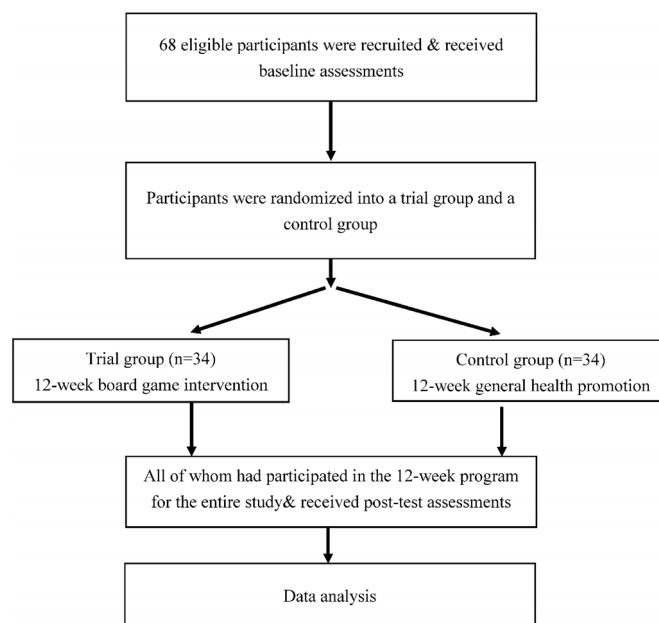 68 eligible participants were recruited & received
baseline assessments
Participants were randomized into a trial group and a
control group
Trial group (n=34)
12-week board game intervention
Control group (n=34)
12-week general health promotion
All of whom had participated in the 12-week program
for the entire study& received post-test assessments
Data analysis